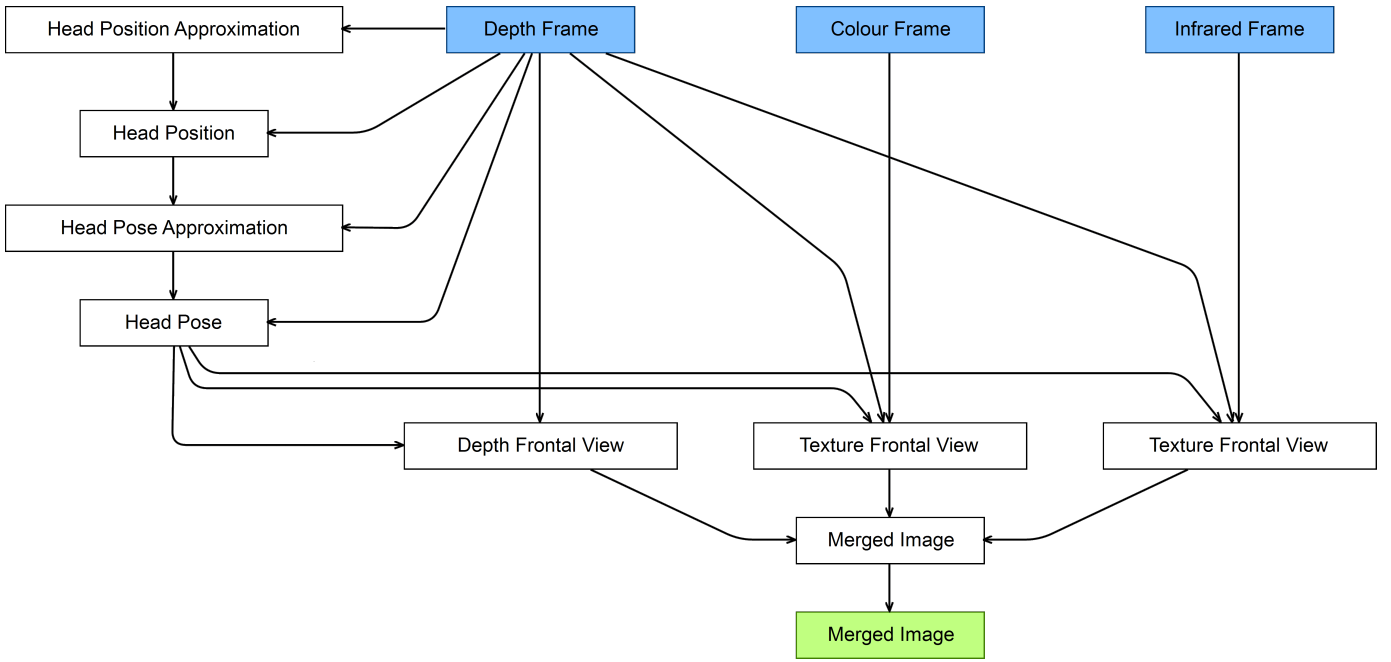 Head Position Approximation
Depth Frame
Colour Frame
Infrared Frame
Head Position
Head Pose Approximation
Head Pose
Depth Frontal View
Texture Frontal View
Texture Frontal View
Merged Image
Merged Image